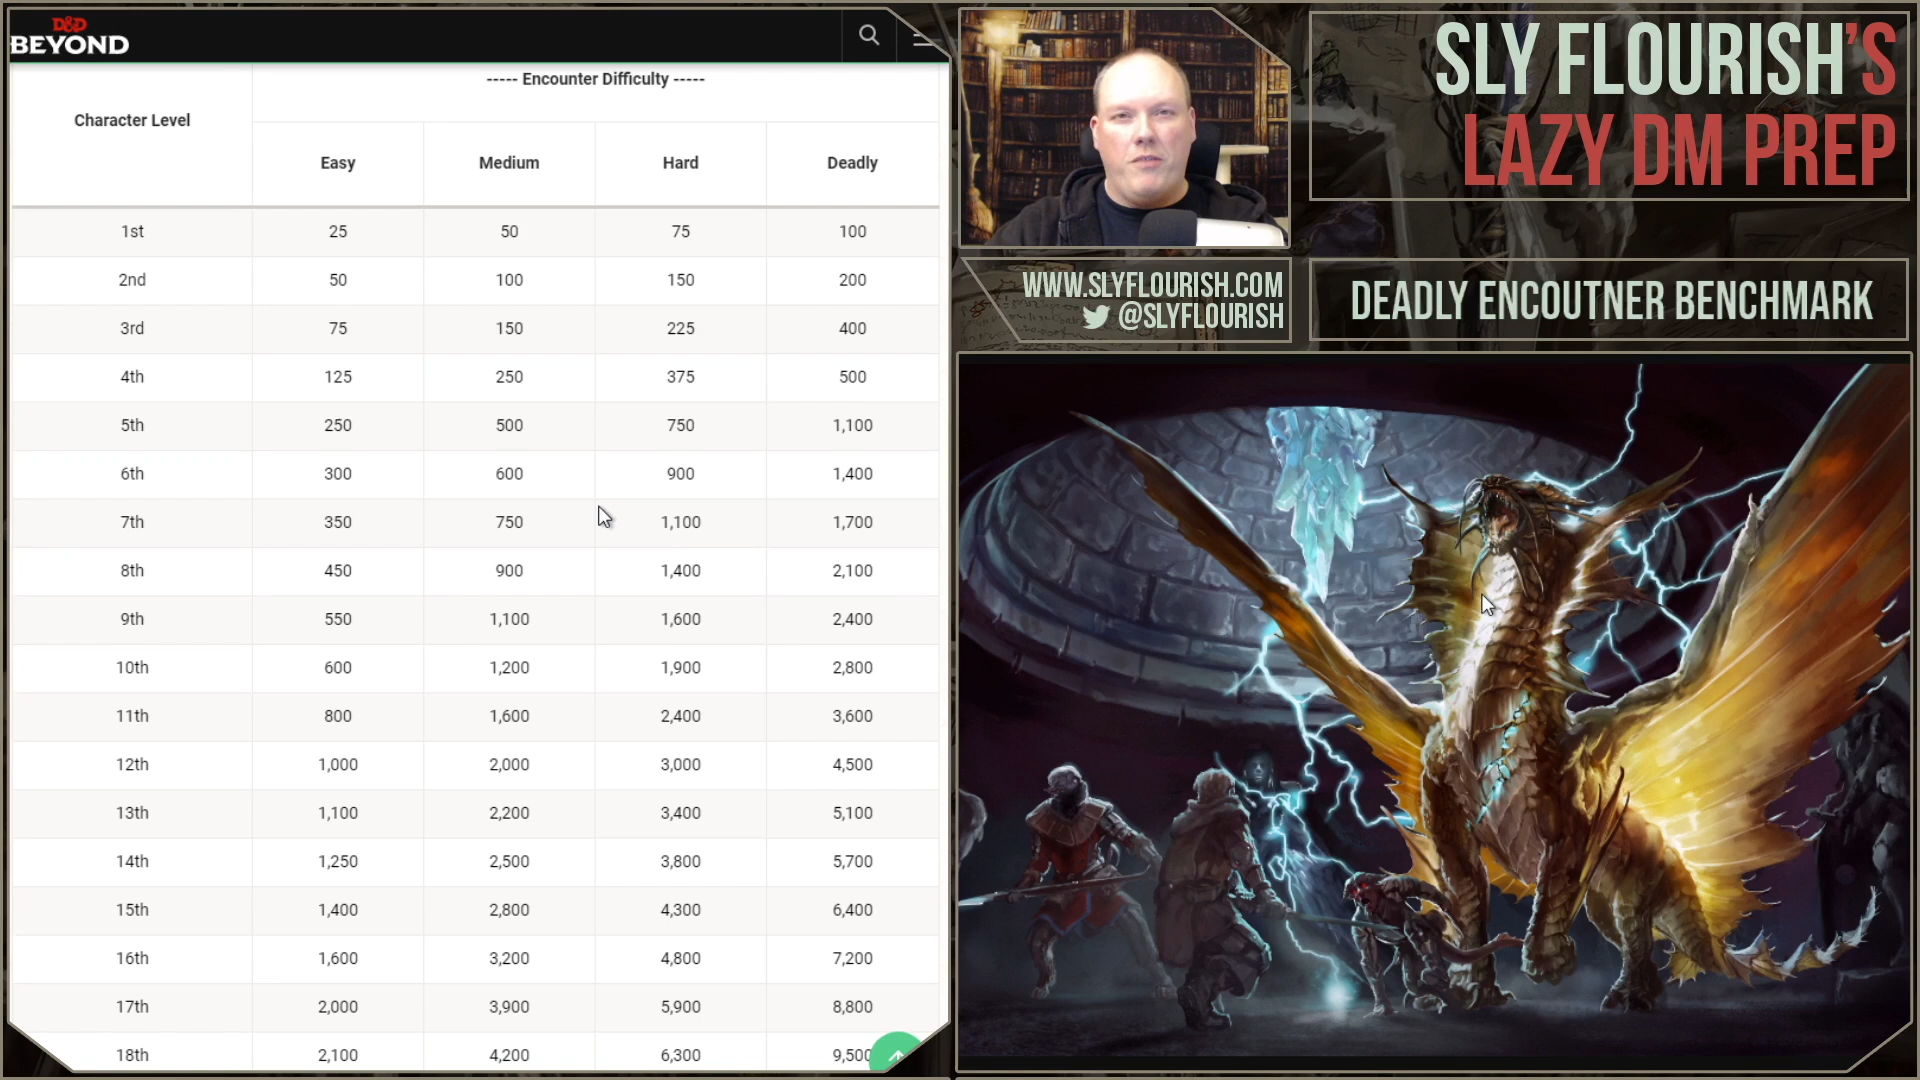 D&D
BEYOND
----- Encounter Difficulty -----
Character Level
Easy Medium Hard Deadly
1st 25 50 75 100
2nd 50 100 150 200
3rd 75 150 225 400
4th 125 250 375 500
5th 250 500 750 1,100
6th 300 600 900 1,400
7th 350 750 1,100 1,700
8th 450 900 1,400 2,100
9th 550 1,100 1,600 2,400
10th 600 1,200 1,900 2,800
11th 800 1,600 2,400 3,600
12th 1,000 2,000 3,000 4,500
13th 1,100 2,200 3,400 5,100
14th 1,250 2,500 3,800 5,700
15th 1,400 2,800 4,300 6,400
16th 1,600 3,200 4,800 7,200
17th 2,000 3,900 5,900 8,800
18th 2,100 4,200 6,300 9,500
SLY FLOURISH'S
LAZY DM PREP
WWW.SLYFLOURISH.COM
@SLYFLOURISH
DEADLY ENCOUTNER BENCHMARK